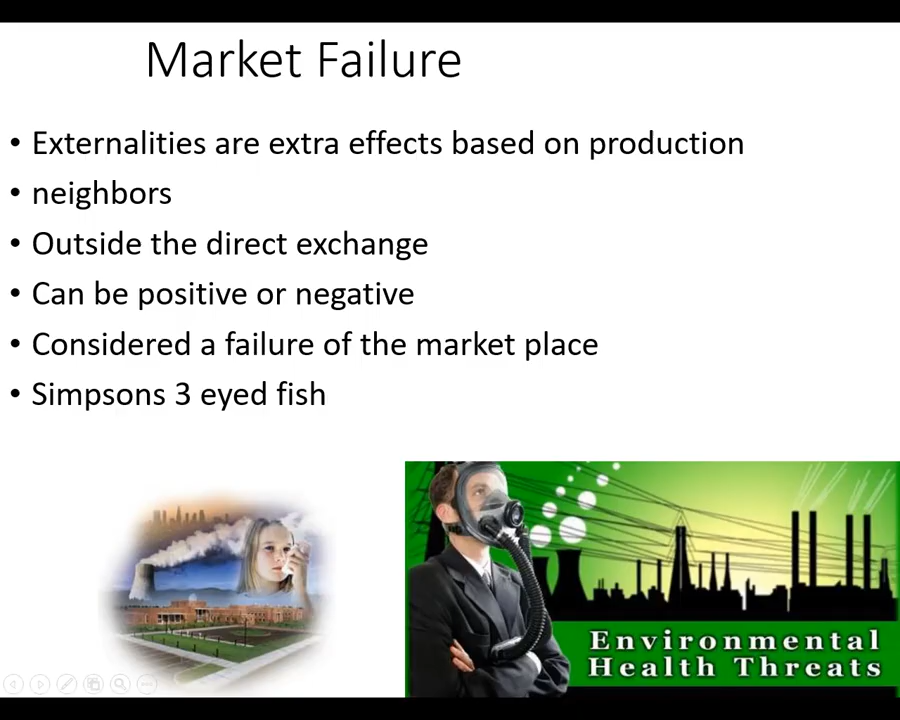 Market Failure
• Externalities are extra effects based on production
• neighbors
• Outside the direct exchange
• Can be positive or negative
• Considered a failure of the market place
• Simpsons 3 eyed fish
Environmental
Health Threats